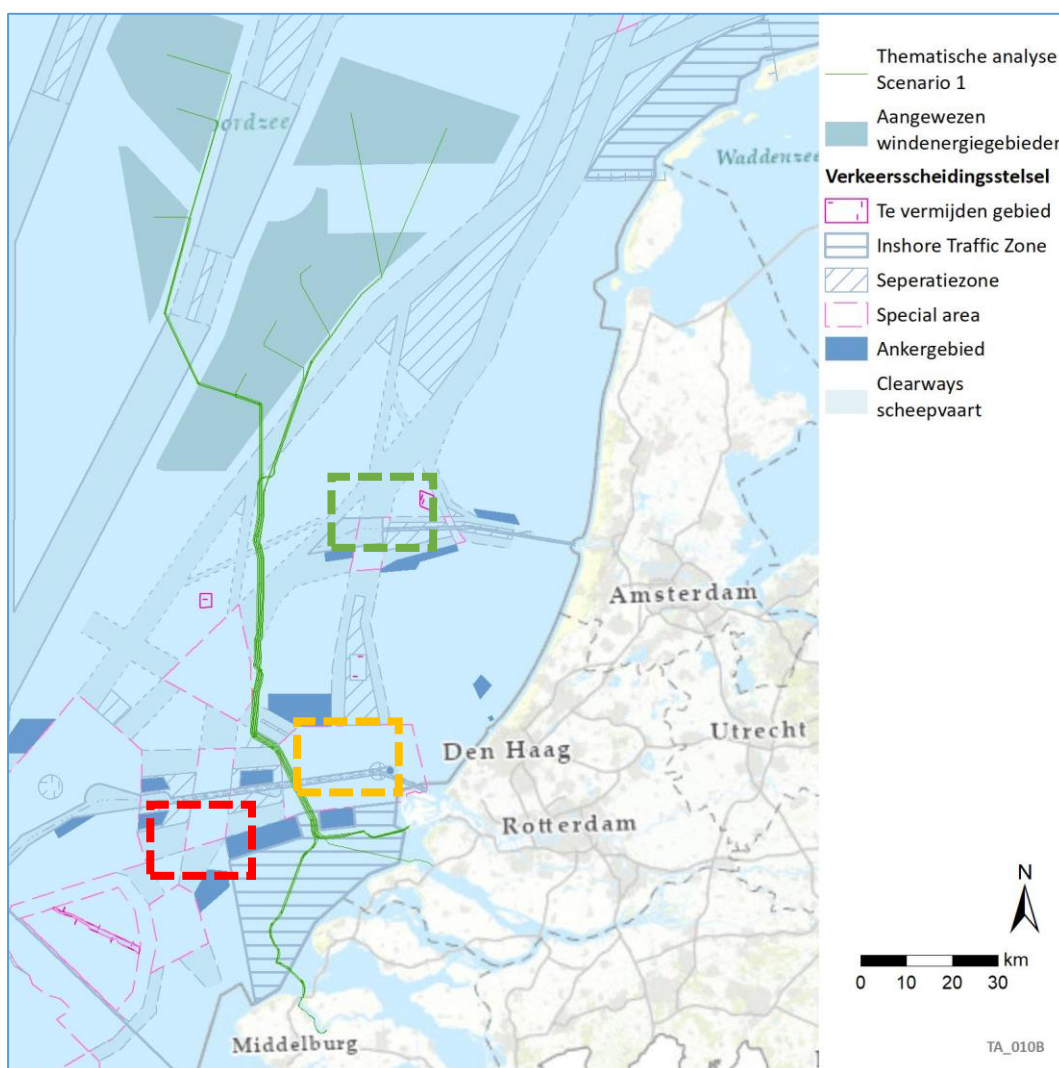 oordzee
Waddenzee
Amsterdam
Utrecht
Den Haag
Rotterdam
Middelburg
Thematische analyse
Scenario 1
Aangewezen
windenergiegebieden
Verkeersscheidingsstelsel
Te vermijden gebied
Inshore Traffic Zone
Seperatiezone
Special area
Ankergebied
Clearways
scheepvaart
N
km
0 10 20 30
TA_010B